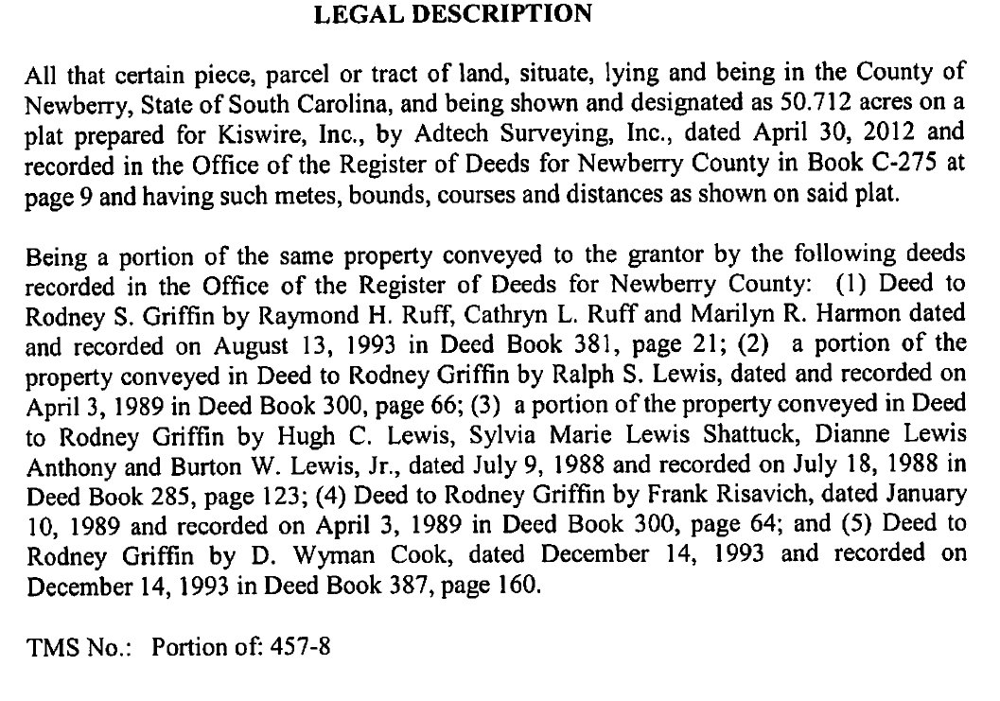 LEGAL DESCRIPTION
All that certain piece, parcel or tract of land, situate, lying and being in the County of
Newberry, State of South Carolina, and being shown and designated as 50.712 acres on a
plat prepared for Kiswire, Inc., by Adtech Surveying, Inc., dated April 30, 2012 and
recorded in the Office of the Register of Deeds for Newberry County in Book C-275 at
page 9 and having such metes, bounds, courses and distances as shown on said plat.
Being a portion of the same property conveyed to the grantor by the following deeds
recorded in the Office of the Register of Deeds for Newberry County: (1) Deed to
Rodney S. Griffin by Raymond H. Ruff, Cathryn L. Ruff and Marilyn R. Harmon dated
and recorded on August 13, 1993 in Deed Book 381, page 21; (2) a portion of the
property conveyed in Deed to Rodney Griffin by Ralph S. Lewis, dated and recorded on
April 3, 1989 in Deed Book 300, page 66; (3) a portion of the property conveyed in Deed
to Rodney Griffin by Hugh C. Lewis, Sylvia Marie Lewis Shattuck, Dianne Lewis
Anthony and Burton W. Lewis, Jr., dated July 9, 1988 and recorded on July 18, 1988 in
Deed Book 285, page 123; (4) Deed to Rodney Griffin by Frank Risavich, dated January
10, 1989 and recorded on April 3, 1989 in Deed Book 300, page 64; and (5) Deed to
Rodney Griffin by D. Wyman Cook, dated December 14, 1993 and recorded on
December 14, 1993 in Deed Book 387, page 160.
TMS No.: Portion of: 457-8